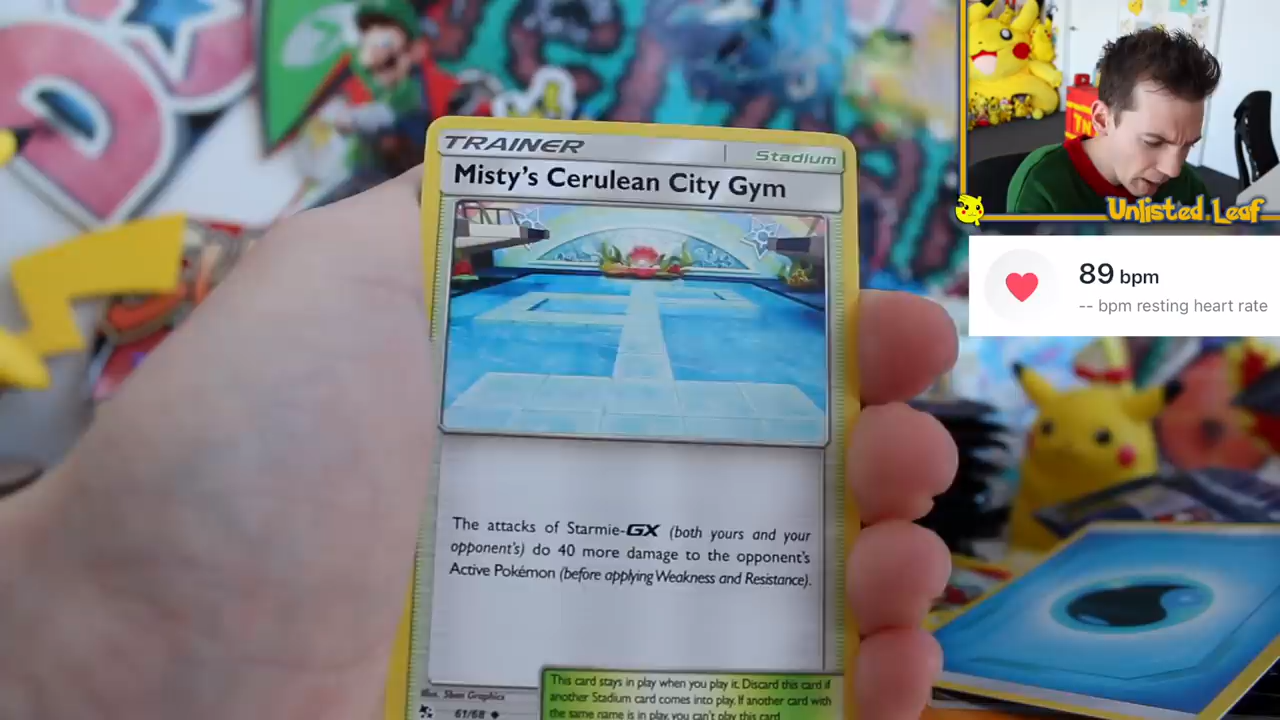 TRAINER
Stadium
Misty's Cerulean City Gym
The attacks of Starmie-GX (both yours and your
opponent's) do 40 more damage to the opponent's
Active Pokémon (before applying Weakness and Resistance).
This card stays in play when you play it. Discard this card if
another Stadium card comes into play. If another card with
the same name is in play, you can't play this card.
Illus. Shan Graphics
61/68
Unlisted Leaf
89 bpm
-- bpm resting heart rate